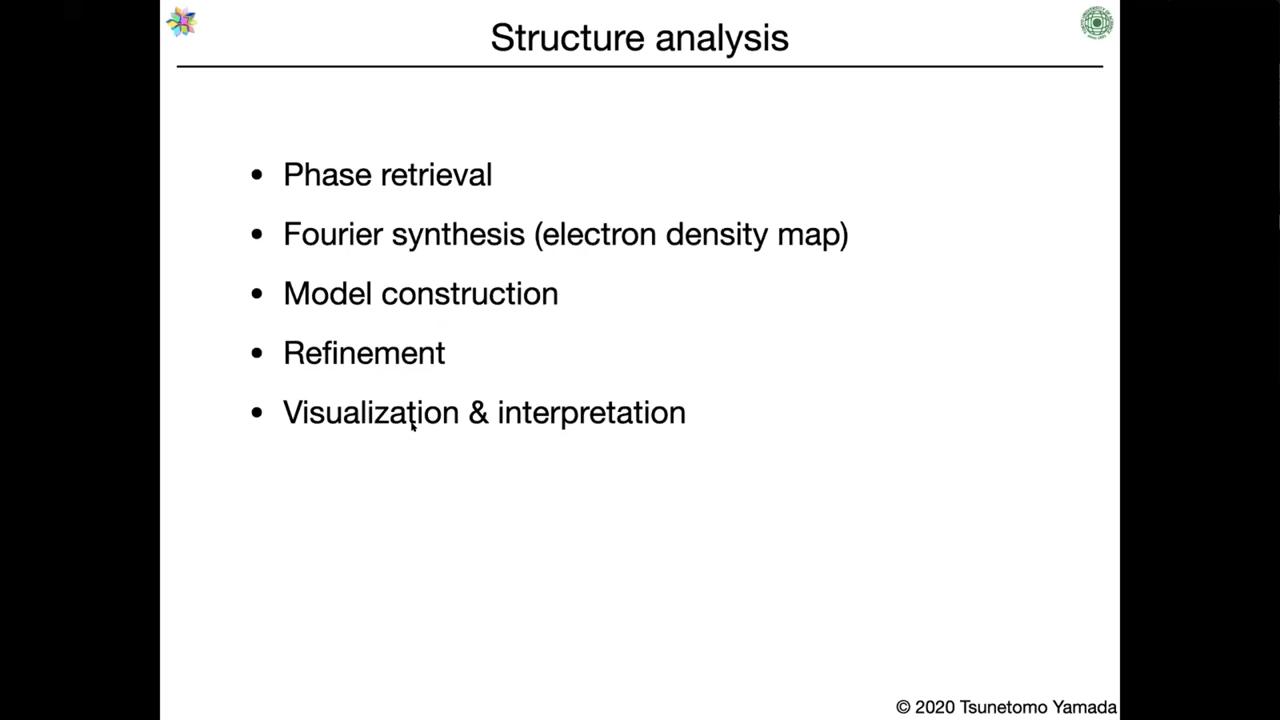 Structure analysis
• Phase retrieval
• Fourier synthesis (electron density map)
• Model construction
• Refinement
• Visualization & interpretation
© 2020 Tsunetomo Yamada